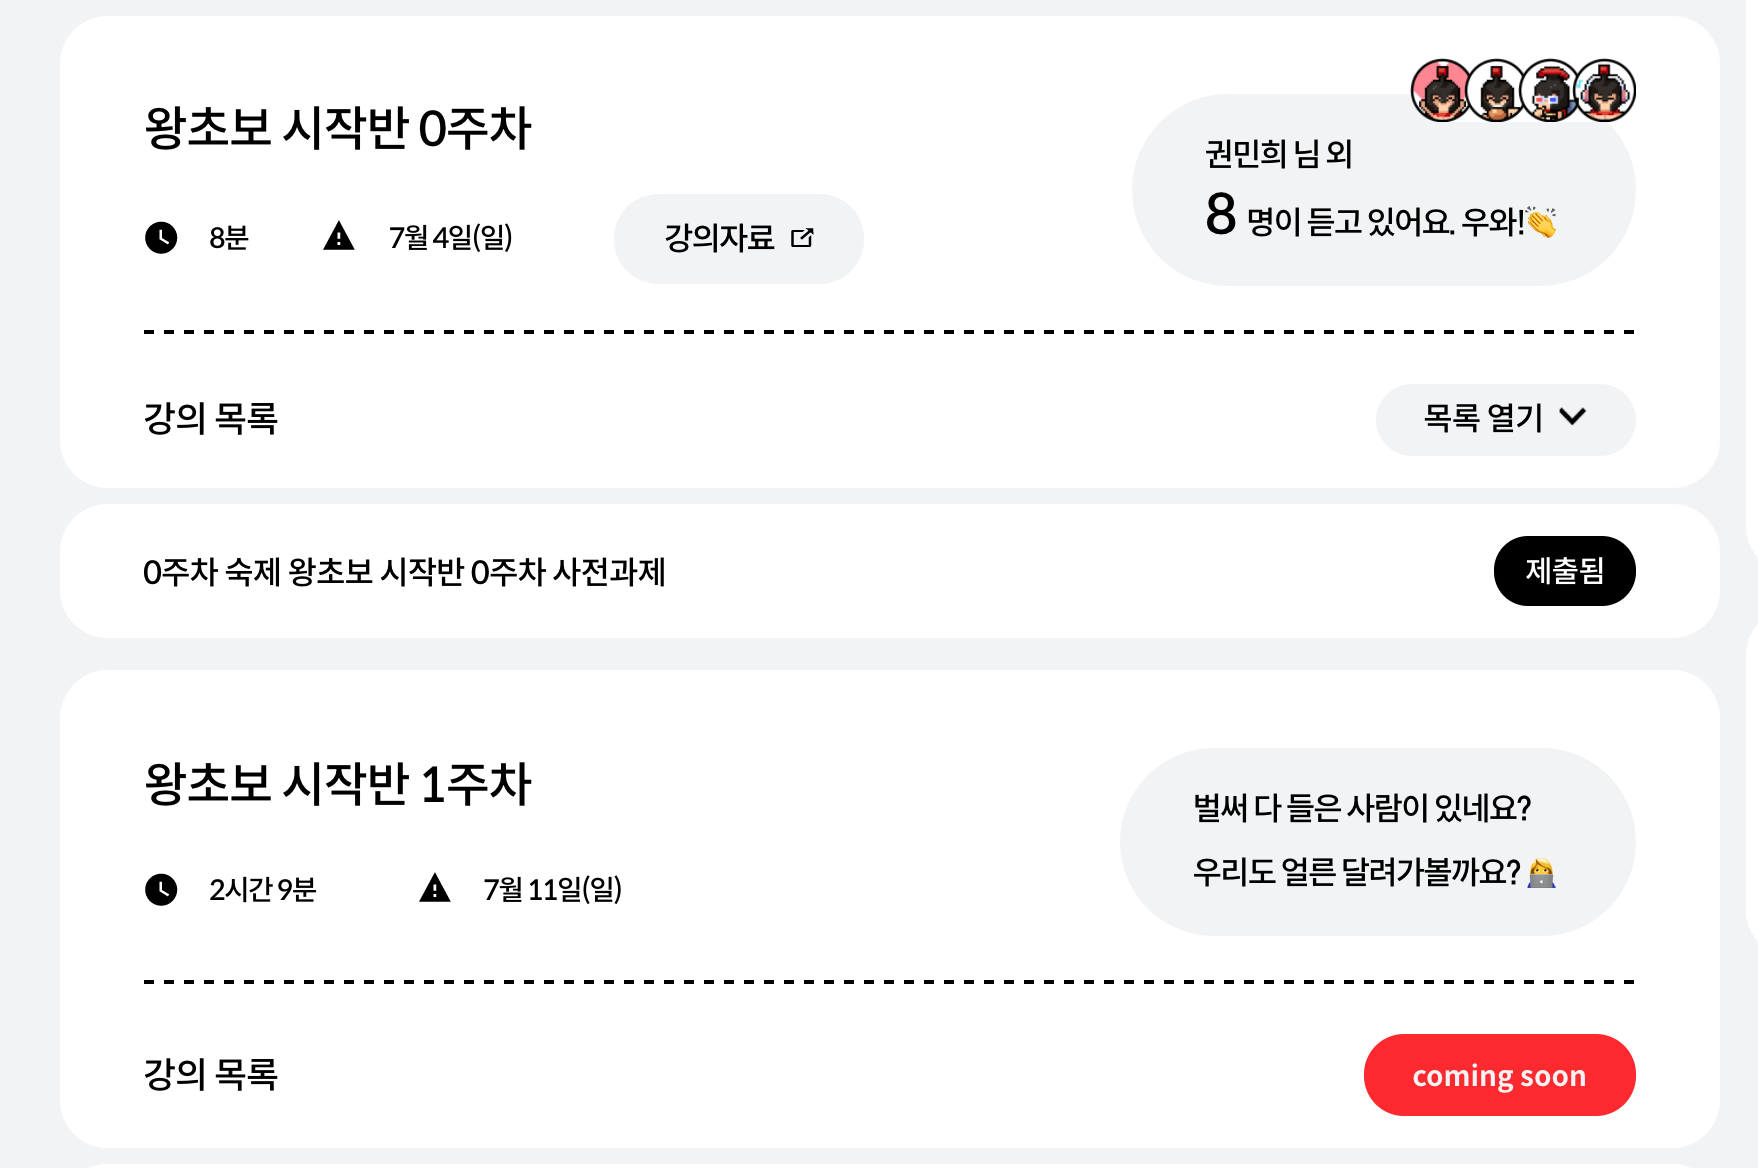 왕초보 시작반 0주차
8분
7월 4일(일)
강의자료
권민희 님 외
8 명이 듣고 있어요. 우와!👏
강의 목록
목록 열기
0주차 숙제 왕초보 시작반 0주차 사전과제
제출됨
왕초보 시작반 1주차
2시간 9분
7월 11일(일)
벌써 다 들은 사람이 있네요?
우리도 얼른 달려가볼까요? 👩‍💻
강의 목록
coming soon